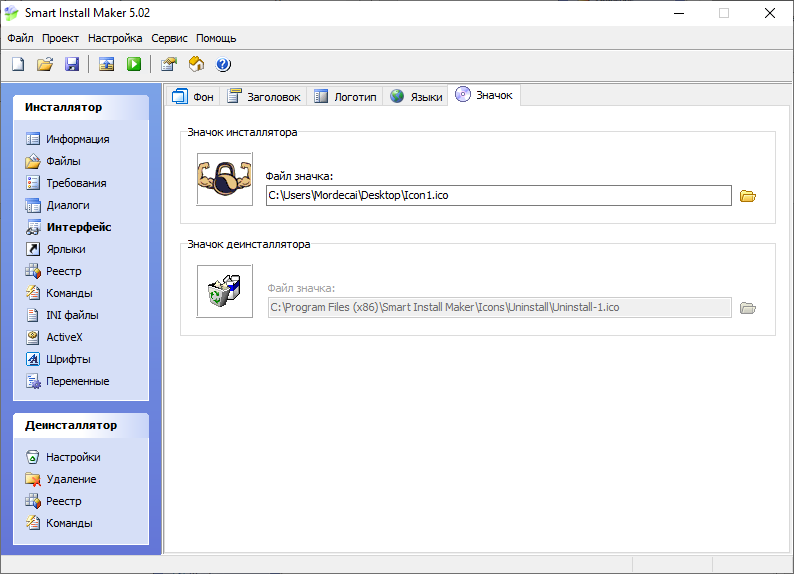 Smart Install Maker 5.02
Файл Проект Настройка Сервис Помощь
Инсталлятор
Информация
Файлы
Требования
Диалоги
Интерфейс
Ярлыки
Реестр
Команды
INI файлы
ActiveX
Шрифты
Переменные
Деинсталлятор
Настройки
Удаление
Реестр
Команды
Фон Заголовок Логотип Языки Значок
Значок инсталлятора
Файл значка:
C:\Users\Mordecai\Desktop\Icon1.ico
Значок деинсталлятора
Файл значка:
C:\Program Files (x86)\Smart Install Maker\Icons\Uninstall\Uninstall-1.ico